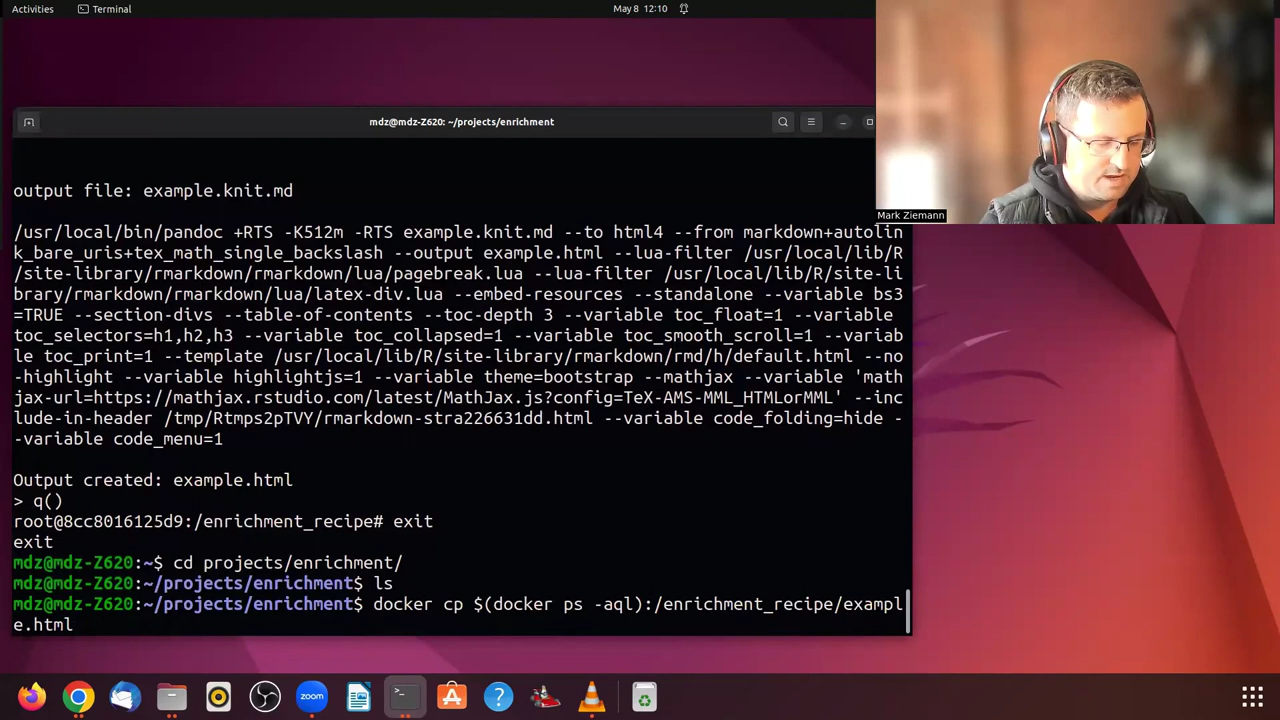 Activities
Terminal
May 8 12:10
mdz@mdz-Z620: ~/projects/enrichment
Mark Ziemann
output file: example.knit.md
/usr/local/bin/pandoc +RTS -K512m -RTS example.knit.md --to html4 --from markdown+autolin
k_bare_uris+tex_math_single_backslash --output example.html --lua-filter /usr/local/lib/R
/site-library/rmarkdown/rmarkdown/lua/pagebreak.lua --lua-filter /usr/local/lib/R/site-li
brary/rmarkdown/rmarkdown/lua/latex-div.lua --embed-resources --standalone --variable bs3
=TRUE --section-divs --table-of-contents --toc-depth 3 --variable toc_float=1 --variable
toc_selectors=h1,h2,h3 --variable toc_collapsed=1 --variable toc_smooth_scroll=1 --variab
le toc_print=1 --template /usr/local/lib/R/site-library/rmarkdown/rmd/h/default.html --no
-highlight --variable highlightjs=1 --variable theme=bootstrap --mathjax --variable 'math
jax-url=https://mathjax.rstudio.com/latest/MathJax.js?config=TeX-AMS-MML_HTMLorMML' --inc
lude-in-header /tmp/Rtmps2pTVY/rmarkdown-stra226631dd.html --variable code_folding=hide -
-variable code_menu=1
Output created: example.html
> q()
root@8cc8016125d9:/enrichment_recipe# exit
exit
mdz@mdz-Z620:~$ cd projects/enrichment/
mdz@mdz-Z620:~/projects/enrichment$ ls
mdz@mdz-Z620:~/projects/enrichment$ docker cp $(docker ps -aql):/enrichment_recipe/exampl
e.html
zoom